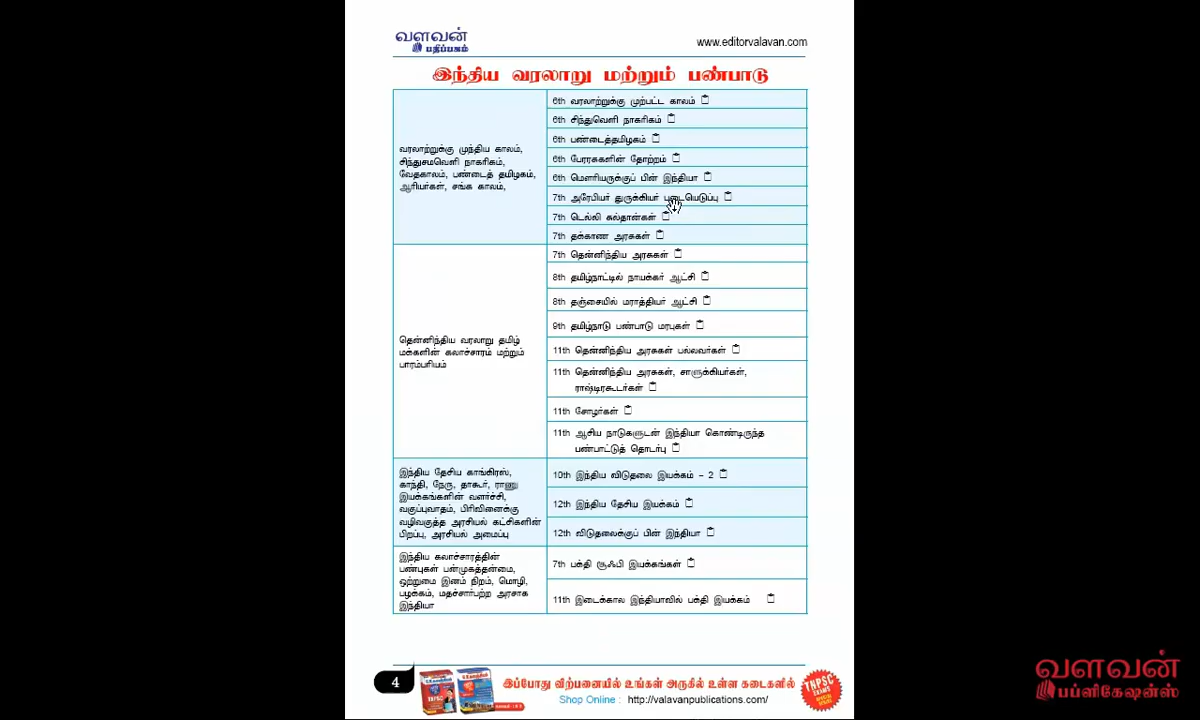 வளவன்
பதிப்பகம்
www.editorvalavan.com
இந்திய வரலாறு மற்றும் பண்பாடு
வரலாற்றுக்கு முந்திய காலம்,
சிந்துசமவெளி நாகரிகம்,
வேதகாலம், பண்டைத் தமிழகம்,
ஆரியர்கள், சங்க காலம்,
6th வரலாற்றுக்கு முற்பட்ட காலம்
6th சிந்துவெளி நாகரிகம்
6th பண்டைத்தமிழகம்
6th பேரரசுகளின் தோற்றம்
6th மௌரியருக்குப் பின் இந்தியா
7th அரேபியர் துருக்கியர் படையெடுப்பு
7th டெல்லி சுல்தான்கள்
7th தக்காண அரசுகள்
தென்னிந்திய வரலாறு தமிழ்
மக்களின் கலாச்சாரம் மற்றும்
பாரம்பரியம்
7th தென்னிந்திய அரசுகள்
8th தமிழ்நாட்டில் நாயக்கர் ஆட்சி
8th தஞ்சையில் மராத்தியர் ஆட்சி
9th தமிழ்நாடு பண்பாடு மரபுகள்
11th தென்னிந்திய அரசுகள் பல்லவர்கள்
11th தென்னிந்திய அரசுகள், சாளுக்கியர்கள்,
ராஷ்டிரகூடர்கள்
11th சோழர்கள்
11th ஆசிய நாடுகளுடன் இந்தியா கொண்டிருந்த
பண்பாட்டுத் தொடர்பு
இந்திய தேசிய காங்கிரஸ்,
காந்தி, நேரு, தாகூர், ராணு
இயக்கங்களின் வளர்ச்சி,
வகுப்புவாதம், பிரிவினைக்கு
வழிவகுத்த அரசியல் கட்சிகளின்
பிறப்பு, அரசியல் அமைப்பு
10th இந்திய விடுதலை இயக்கம் – 2
12th இந்திய தேசிய இயக்கம்
12th விடுதலைக்குப் பின் இந்தியா
இந்திய கலாச்சாரத்தின்
பண்புகள் பன்முகத்தன்மை,
ஒற்றுமை இனம் நிறம், மொழி,
பழக்கம், மதச்சார்பற்ற அரசாக
இந்தியா
7th பக்தி சூஃபி இயக்கங்கள்
11th இடைக்கால இந்தியாவில் பக்தி இயக்கம்
4
இப்போது விற்பனையில் உங்கள் அருகில் உள்ள கடைகளில்
Shop Online : http://valavanpublications.com/
TNPSC
EXAMS
வளவன்
பப்ளிகேஷன்ஸ்